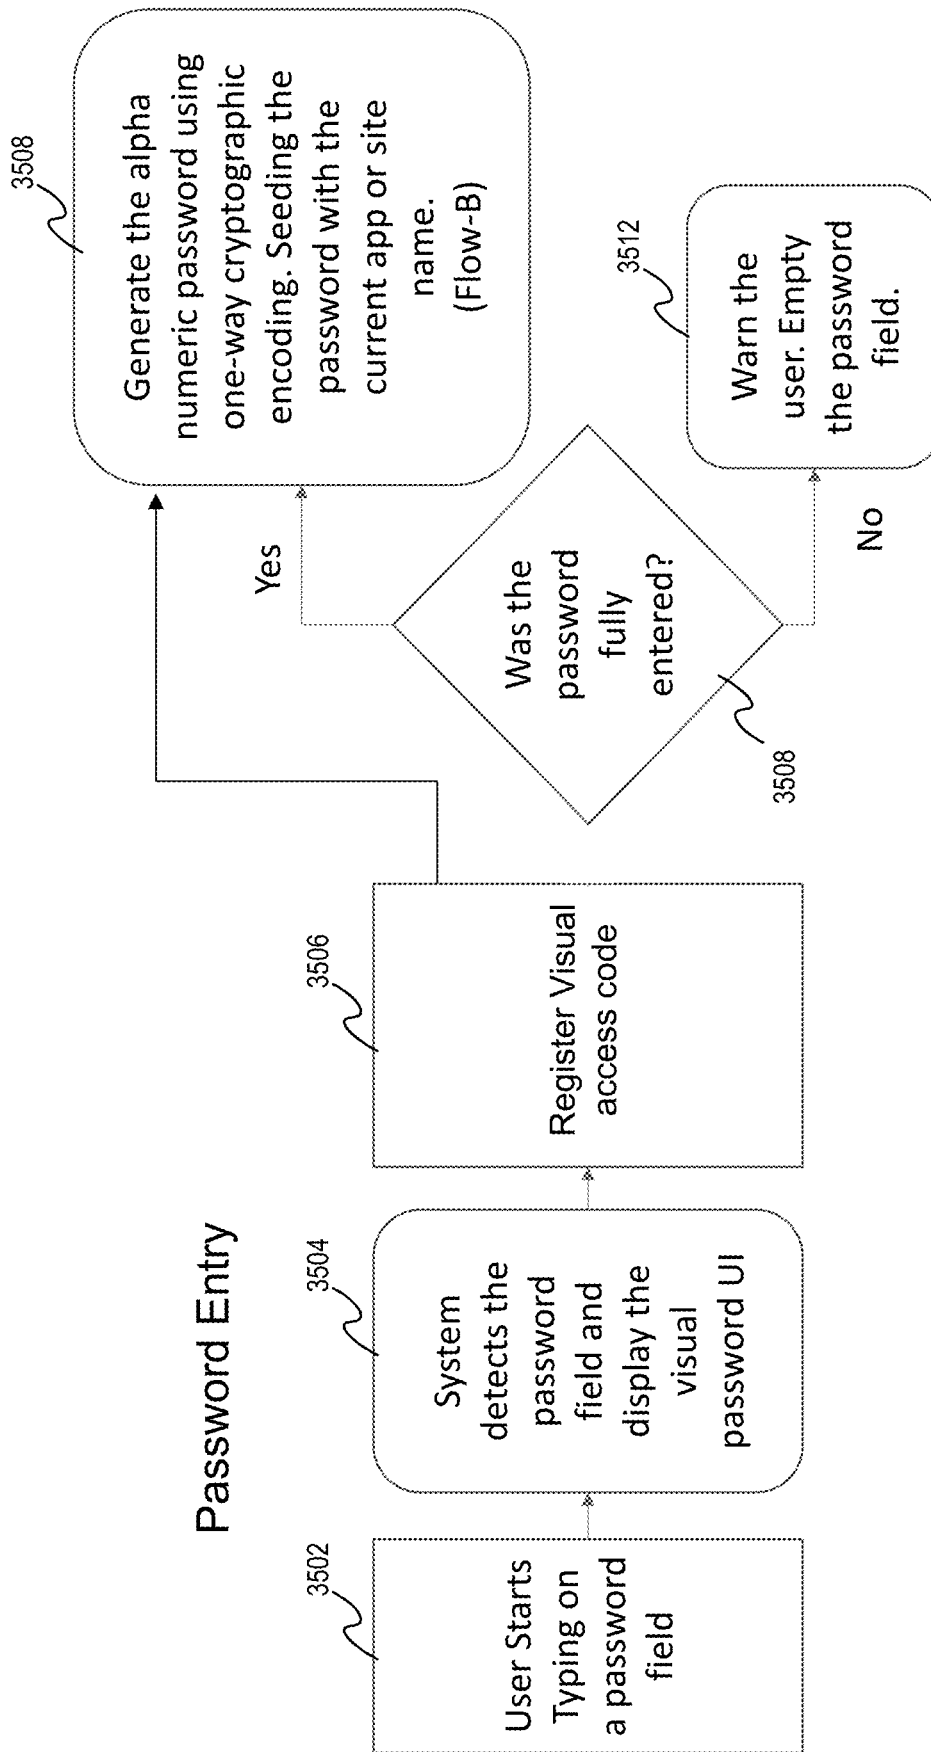 Password Entry
3502
User Starts
Typing on
a password
field
3504
System
detects the
password
field and
display the
visual
password UI
3506
Register Visual
access code
3508
Was the
password
fully
entered?
Yes
No
3508
Generate the alpha
numeric password using
one-way cryptographic
encoding. Seeding the
password with the
current app or site
name.
(Flow-B)
3512
Warn the
user. Empty
the password
field.